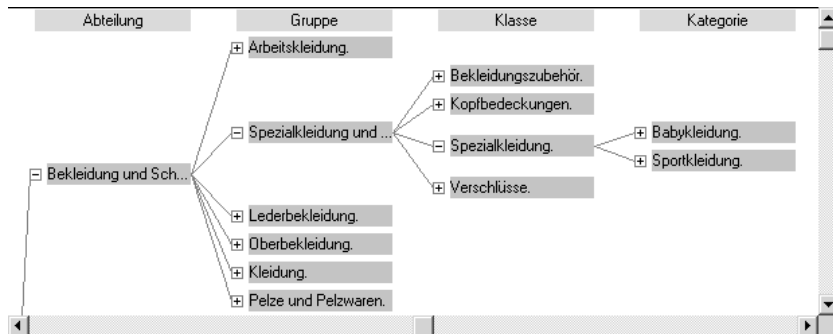 Abteilung Gruppe Klasse Kategorie
Arbeitskleidung.
Bekleidungszubehör.
Kopfbedeckungen.
Spezialkleidung und ...
Babykleidung.
Spezialkleidung.
Sportkleidung.
Bekleidung und Sch...
Verschlüsse.
Lederbekleidung.
Oberbekleidung.
Kleidung.
Pelze und Pelzwaren.